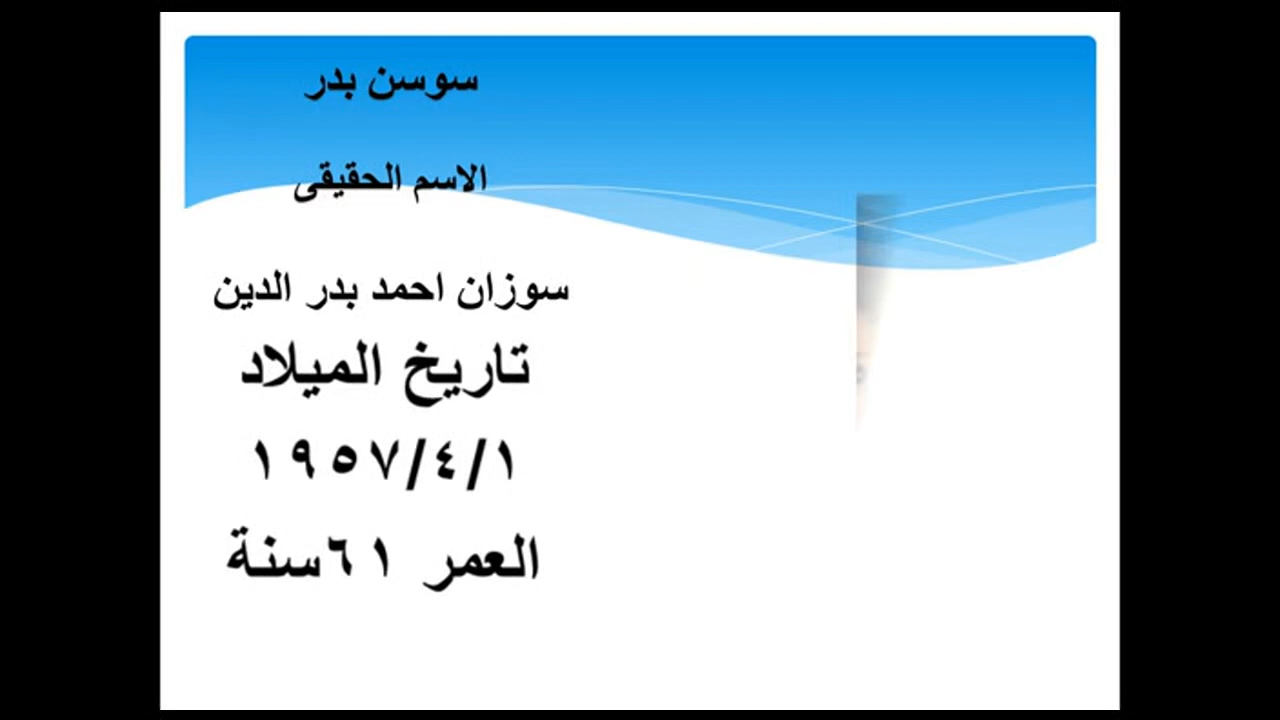 سوسن بدر
الاسم الحقيقى
سوزان احمد بدر الدين
تاريخ الميلاد
١٩٥٧/٤/١
العمر ٦١سنة